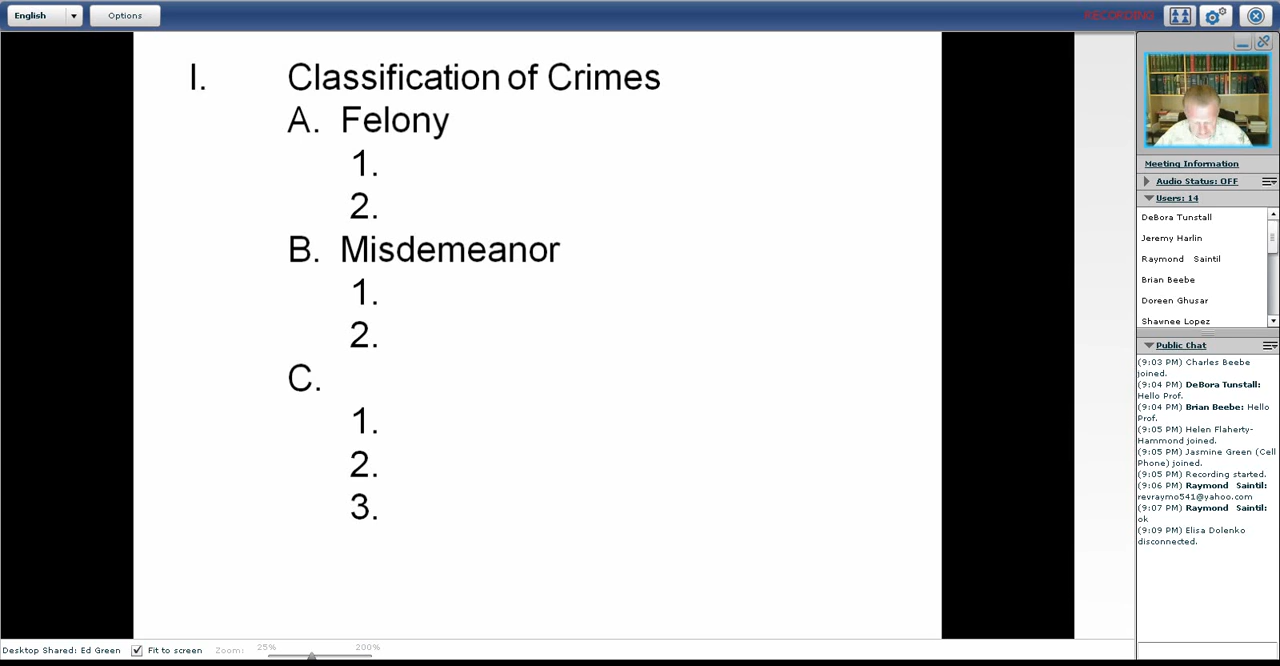 English
Options
RECORDING
I. Classification of Crimes
A. Felony
1.
2.
B. Misdemeanor
1.
2.
C.
1.
2.
3.
Meeting Information
Audio Status: OFF
Users: 14
DeBora Tunstall
Jeremy Harlin
Raymond Saintil
Brian Beebe
Doreen Ghusar
Shawnee Lopez
Public Chat
(9:03 PM) Charles Beebe
joined.
(9:04 PM) DeBora Tunstall:
Hello Prof.
(9:04 PM) Brian Beebe: Hello
Prof.
(9:05 PM) Helen Flaherty-
Hammond joined.
(9:05 PM) Jasmine Green (Cell
Phone) joined.
(9:05 PM) Recording started.
(9:06 PM) Raymond Saintil:
revraymo541@yahoo.com
(9:07 PM) Raymond Saintil:
ok
(9:09 PM) Elisa Dolenko
disconnected.
Desktop Shared: Ed Green
Fit to screen
Zoom:
25%
200%